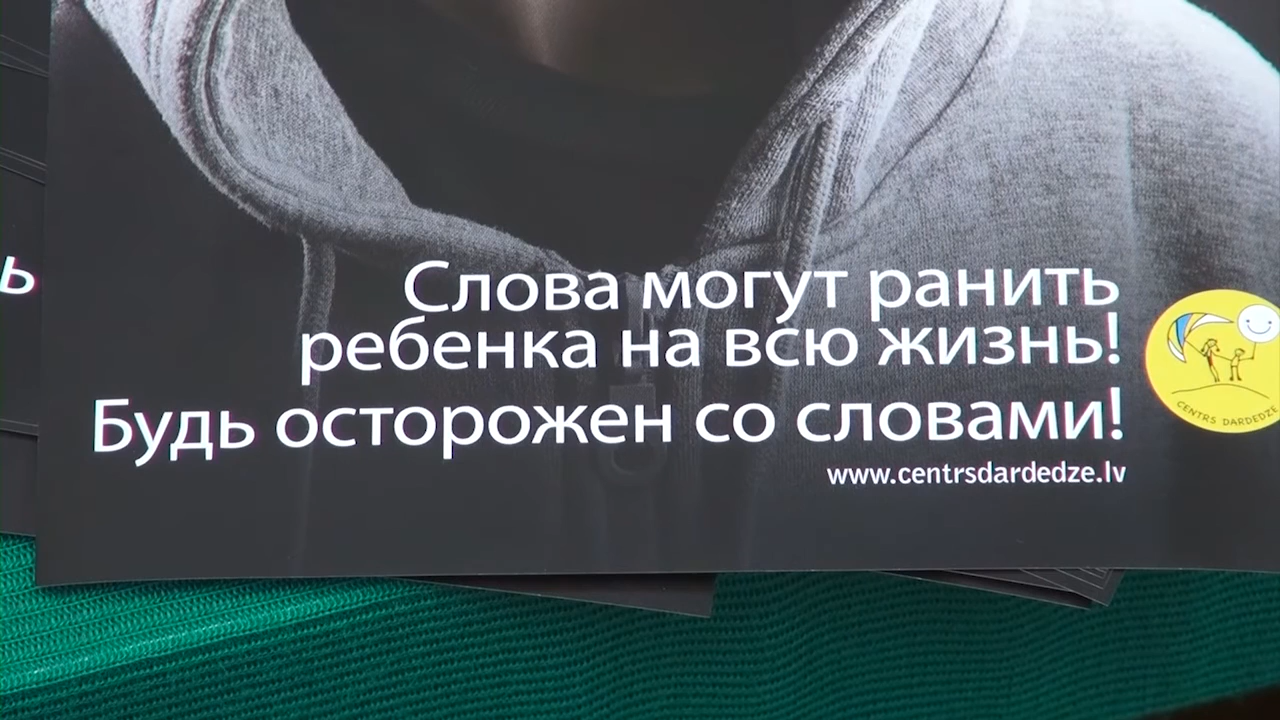 Слова могут ранить
ребенка на всю жизнь!
Будь осторожен со словами!
www.centrsdardedze.lv
CENTRS DARDEDZE
ь